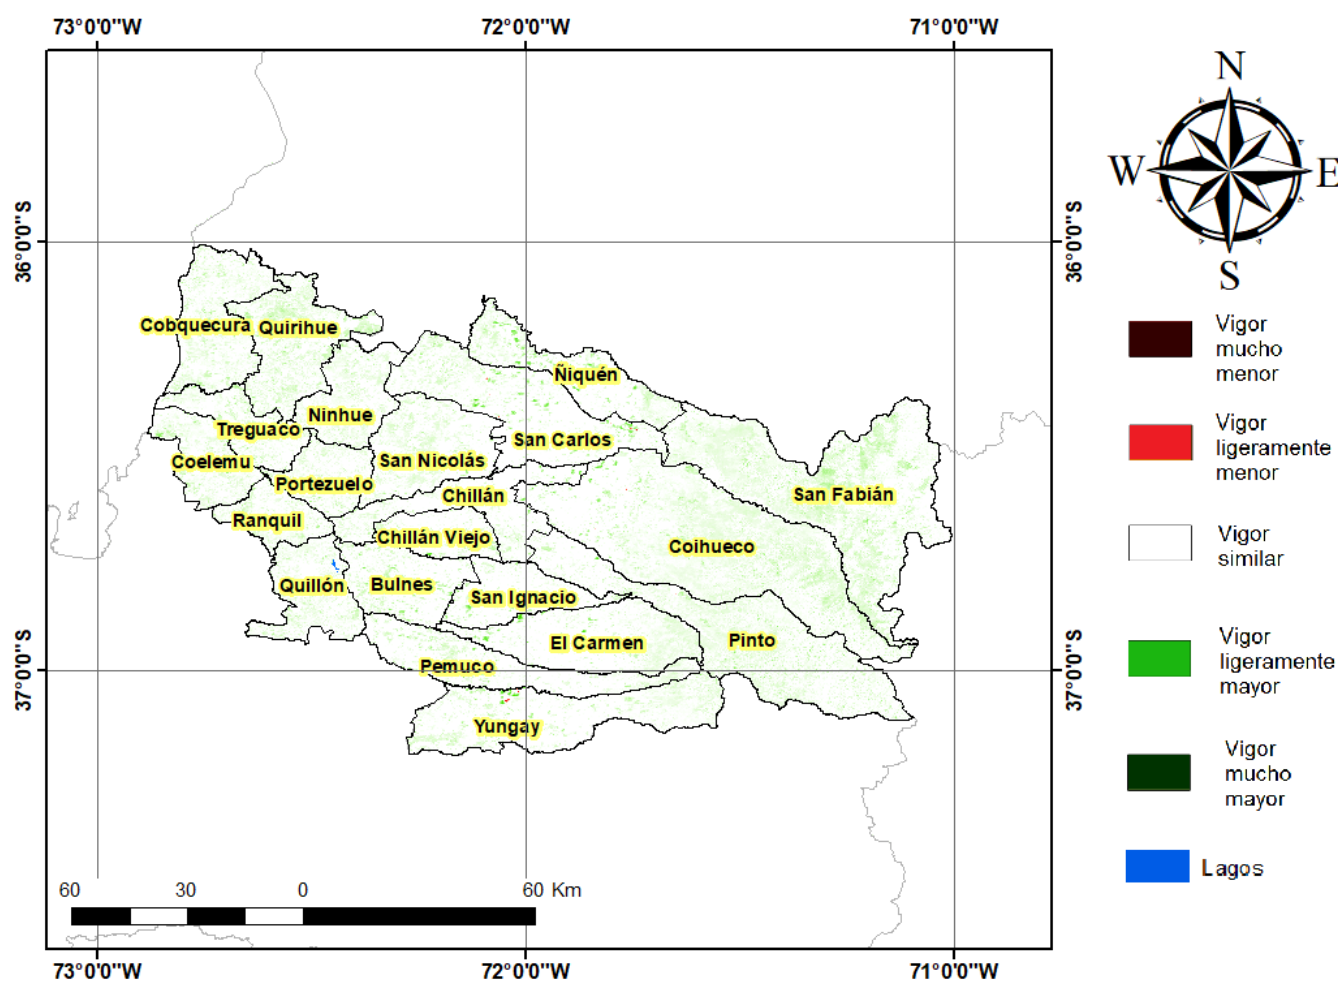 73°0'0"W
72°0'0"W
71°0'0"W
N
W
E
S
36°0'0"S
36°0'0"S
Cobquecura
Quirihue
Ñiquén
Ninhue
Treguaco
San Carlos
Coelemu
San Nicolás
Portezuelo
Chillán
San Fabián
Ranquil
Chillán Viejo
Coihueco
Quillón
Bulnes
San Ignacio
El Carmen
Pinto
Pemuco
Yungay
37°0'0"S
37°0'0"S
Vigor
mucho
menor
Vigor
ligeramente
menor
Vigor
similar
Vigor
ligeramente
mayor
Vigor
mucho
mayor
Lagos
60
30
0
60 Km
73°0'0"W
72°0'0"W
71°0'0"W